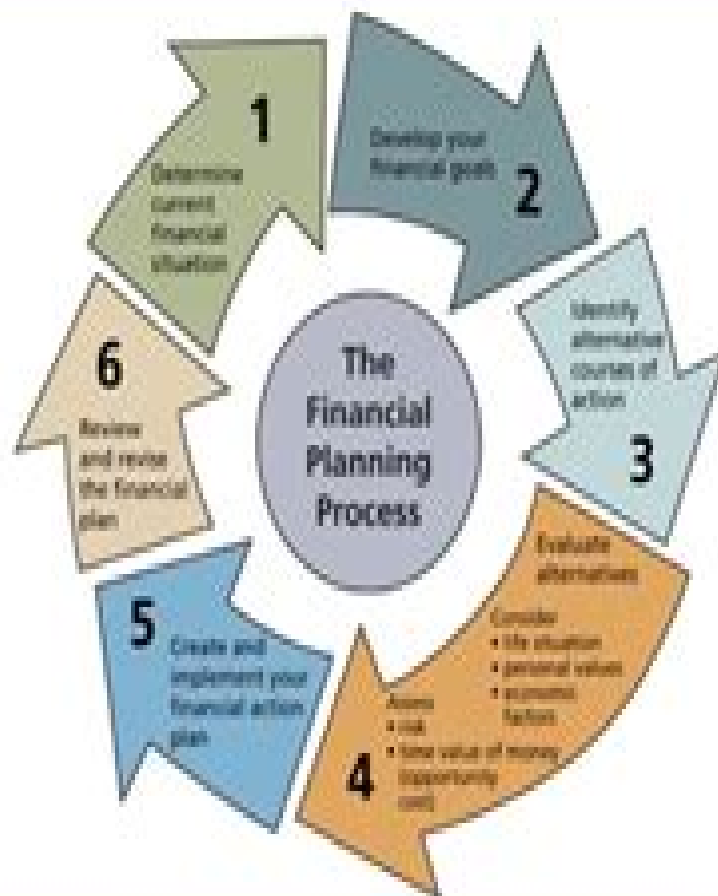 The
Financial
Planning
Process
1
Determine
current
financial
situation
Develop your
financial goals
2
Identify
alternative
courses of
action
3
Evaluate
alternatives
Consider
• life situation
• personal values
• economic
factors
Assess
• risk
• time value of money
(opportunity
cost)
4
5
Create and
implement your
financial action
plan
6
Review
and revise
the financial
plan